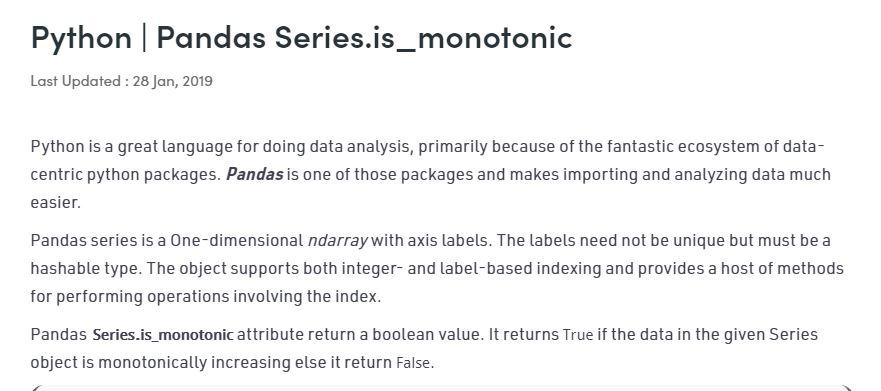 Python | Pandas Series.is_monotonic
Last Updated : 28 Jan, 2019
Python is a great language for doing data analysis, primarily because of the fantastic ecosystem of data-
centric python packages. Pandas is one of those packages and makes importing and analyzing data much
easier.
Pandas series is a One-dimensional ndarray with axis labels. The labels need not be unique but must be a
hashable type. The object supports both integer- and label-based indexing and provides a host of methods
for performing operations involving the index.
Pandas Series.is_monotonic attribute return a boolean value. It returns True if the data in the given Series
object is monotonically increasing else it return False.